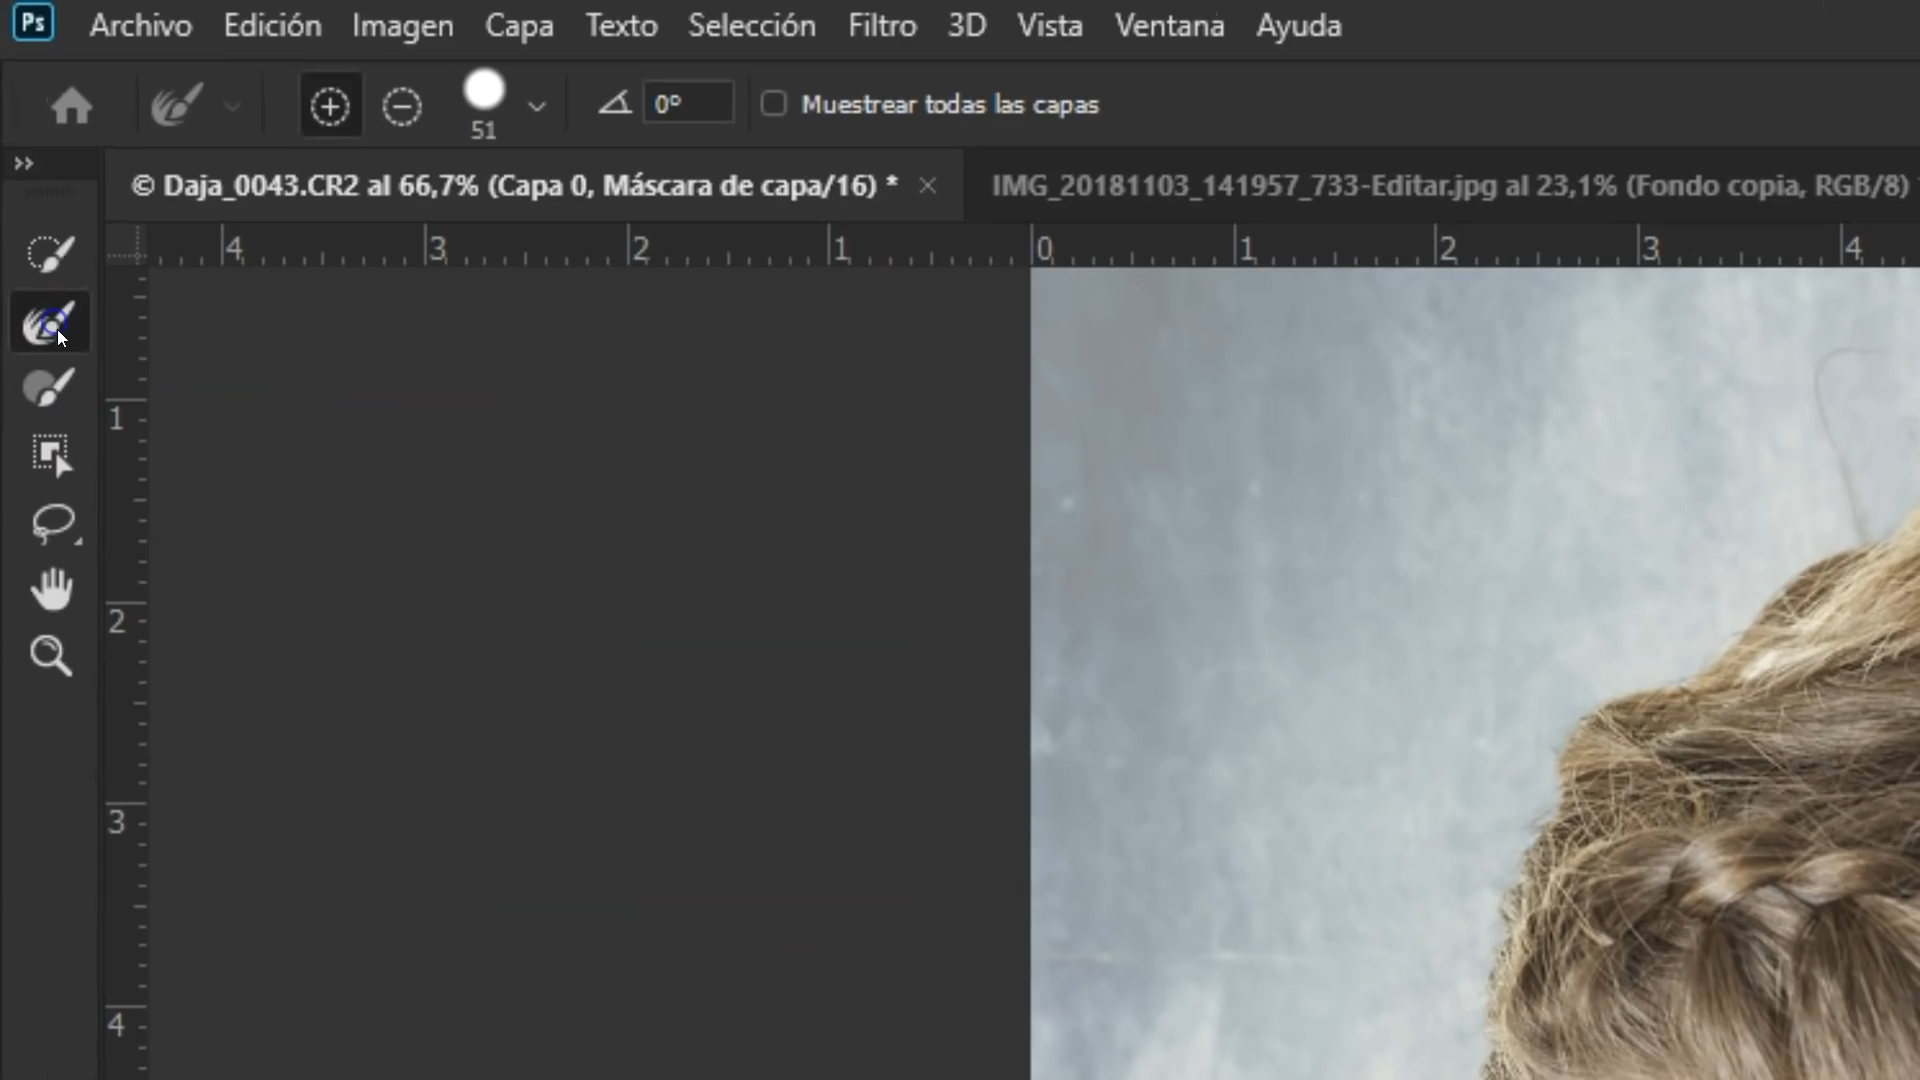 Ps Archivo Edición Imagen Capa Texto Selección Filtro 3D Vista Ventana Ayuda
51 0° Muestrear todas las capas
© Daja_0043.CR2 al 66,7% (Capa 0, Máscara de capa/16) * × IMG_20181103_141957_733-Editar.jpg al 23,1% (Fondo copia, RGB/8)
4 3 2 1 0 1 2 3 4
1
2
3
4